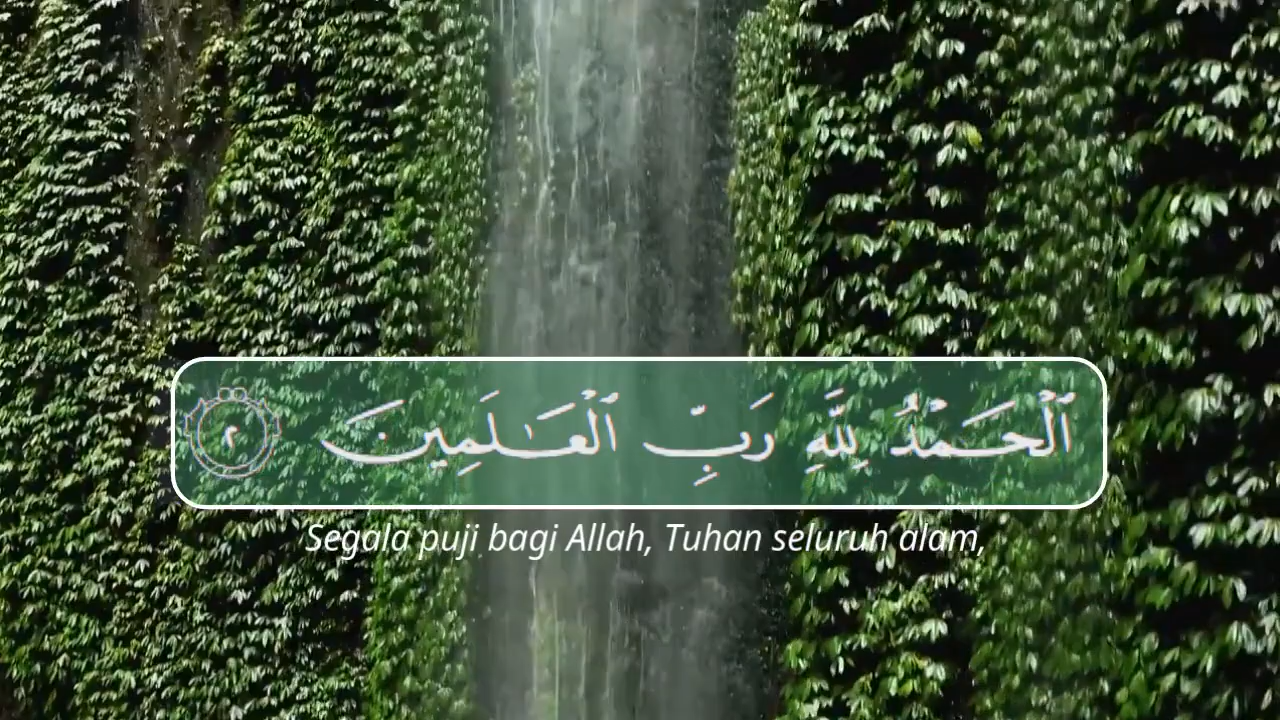 ٱلْحَمْدُ لِلَّهِ رَبِّ ٱلْعَـٰلَمِينَ ٢
Segala puji bagi Allah, Tuhan seluruh alam,